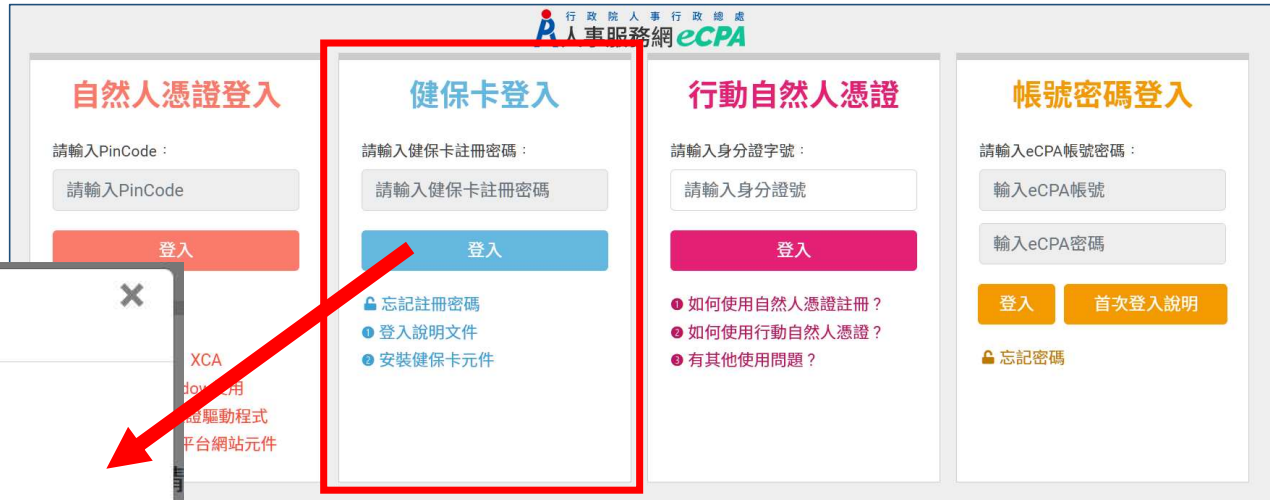 行政院人事行政總處
人事服務網eCPA
自然人憑證登入
請輸入PinCode：
請輸入PinCode
登入
XCA
用
證驅動程式
平台網站元件
×
健保卡登入
請輸入健保卡註冊密碼：
請輸入健保卡註冊密碼
登入
忘記註冊密碼
❶ 登入說明文件
❷ 安裝健保卡元件
行動自然人憑證
請輸入身分證字號：
請輸入身分證號
登入
❶ 如何使用自然人憑證註冊？
❷ 如何使用行動自然人憑證？
❸ 有其他使用問題？
帳號密碼登入
請輸入eCPA帳號密碼：
輸入eCPA帳號
輸入eCPA密碼
登入
首次登入說明
忘記密碼